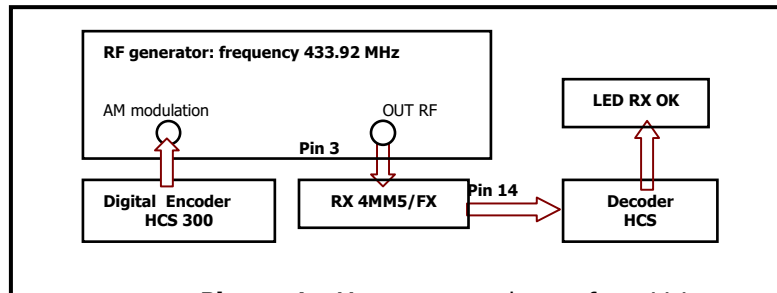 RF generator: frequency 433.92 MHz
AM modulation
OUT RF
LED RX OK
Pin 3
Digital Encoder
HCS 300
RX 4MM5/FX
Pin 14
Decoder
HCS